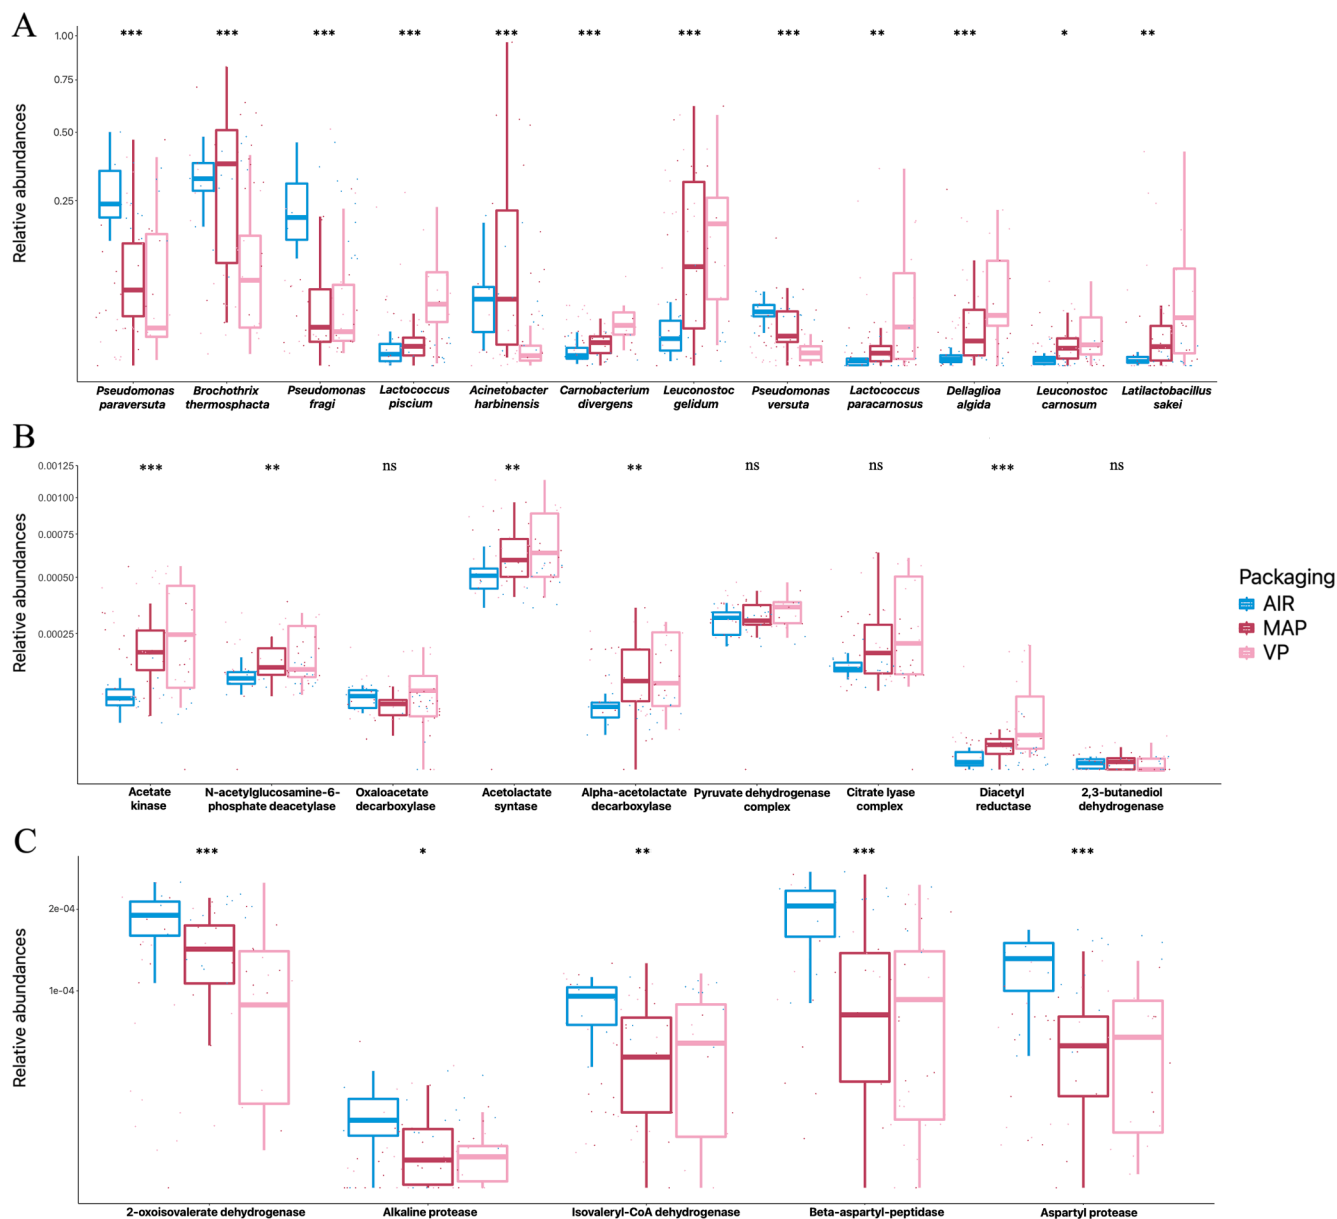 A
*** *** *** *** *** *** *** *** ** *** * **
1.00
0.75
0.50
0.25
Relative abundances
Pseudomonas paraversuta
Brochothrix thermosphacta
Pseudomonas fragi
Lactococcus piscium
Acinetobacter harbinensis
Carnobacterium divergens
Leuconostoc gelidum
Pseudomonas versuta
Lactococcus paracarnosus
Dellaglioa algida
Leuconostoc carnosum
Latilactobacillus sakei
B
*** ** ns ** ** ns ns *** ns
0.00125
0.00100
0.00075
0.00050
0.00025
Relative abundances
Acetate kinase
N-acetylglucosamine-6-
phosphate deacetylase
Oxaloacetate decarboxylase
Acetolactate syntase
Alpha-acetolactate decarboxylase
Pyruvate dehydrogenase complex
Citrate lyase complex
Diacetyl reductase
2,3-butanediol dehydrogenase
Packaging
AIR
MAP
VP
C
*** * ** *** ***
2e-04
1e-04
Relative abundances
2-oxoisovalerate dehydrogenase
Alkaline protease
Isovaleryl-CoA dehydrogenase
Beta-aspartyl-peptidase
Aspartyl protease